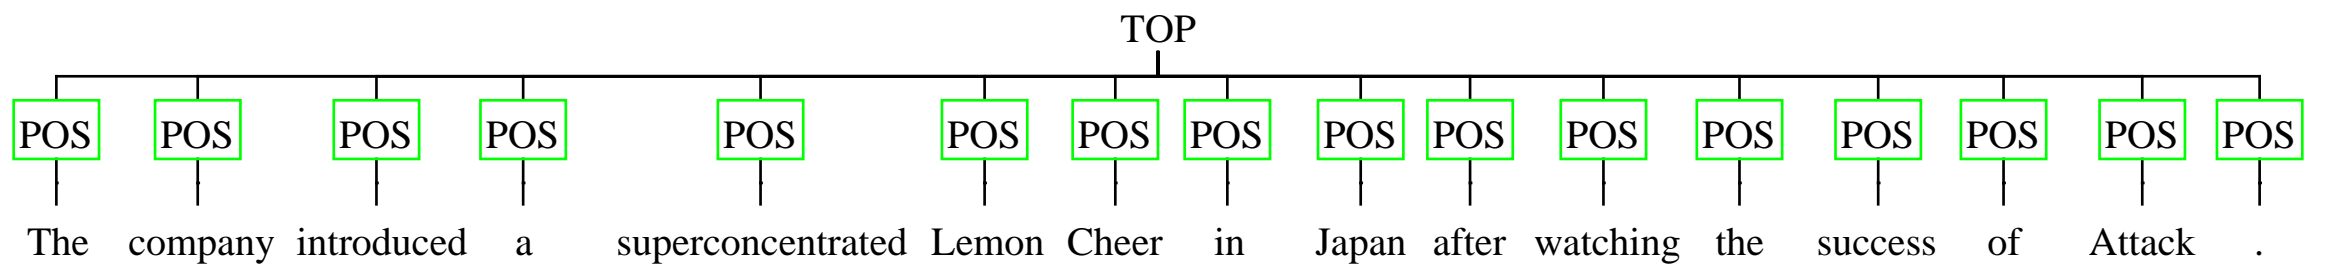 TOP
POS POS POS POS POS POS POS POS POS POS POS POS POS POS POS POS
The company introduced a superconcentrated Lemon Cheer in Japan after watching the success of Attack .